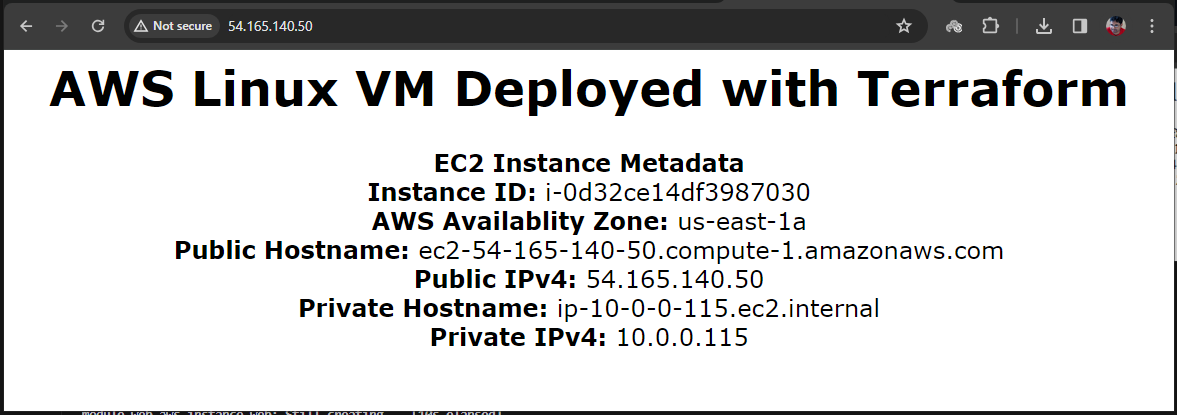 Not secure 54.165.140.50
AWS Linux VM Deployed with Terraform
EC2 Instance Metadata
Instance ID: i-0d32ce14df3987030
AWS Availablity Zone: us-east-1a
Public Hostname: ec2-54-165-140-50.compute-1.amazonaws.com
Public IPv4: 54.165.140.50
Private Hostname: ip-10-0-0-115.ec2.internal
Private IPv4: 10.0.0.115